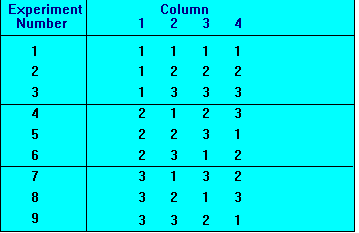 Experiment Column
Number 1 2 3 4
1 1 1 1 1
2 1 2 2 2
3 1 3 3 3
4 2 1 2 3
5 2 2 3 1
6 2 3 1 2
7 3 1 3 2
8 3 2 1 3
9 3 3 2 1